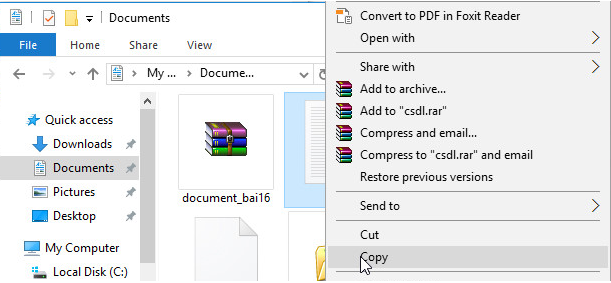 Documents
File
Home
Share
View
My ...
Docume...
Quick access
Downloads
Documents
Pictures
Desktop
My Computer
Local Disk (C:)
document_bai16
Convert to PDF in Foxit Reader
Open with
Share with
Add to archive...
Add to "csdl.rar"
Compress and email...
Compress to "csdl.rar" and email
Restore previous versions
Send to
Cut
Copy